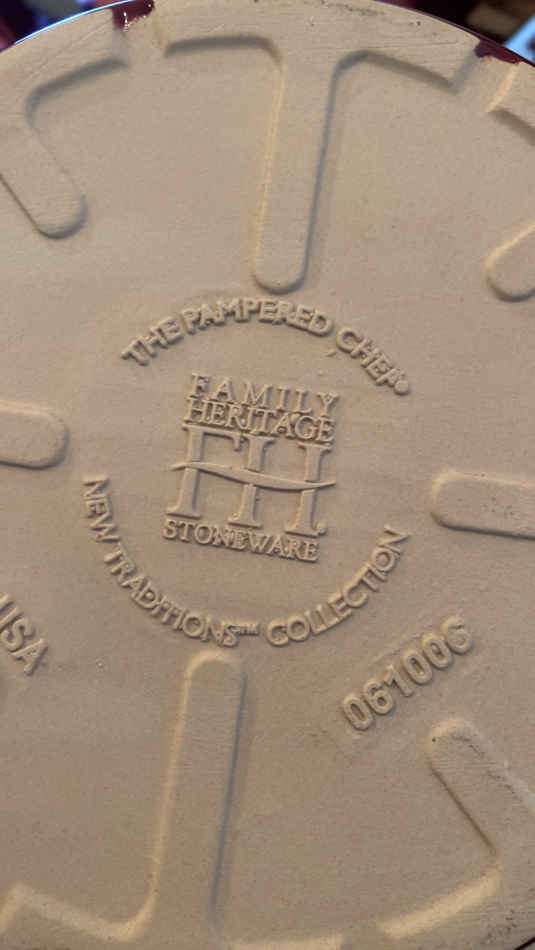 THE PAMPERED CHEF®
FAMILY
HERITAGE
FH
STONEWARE
NEW TRADITIONS™ COLLECTION
USA
061006